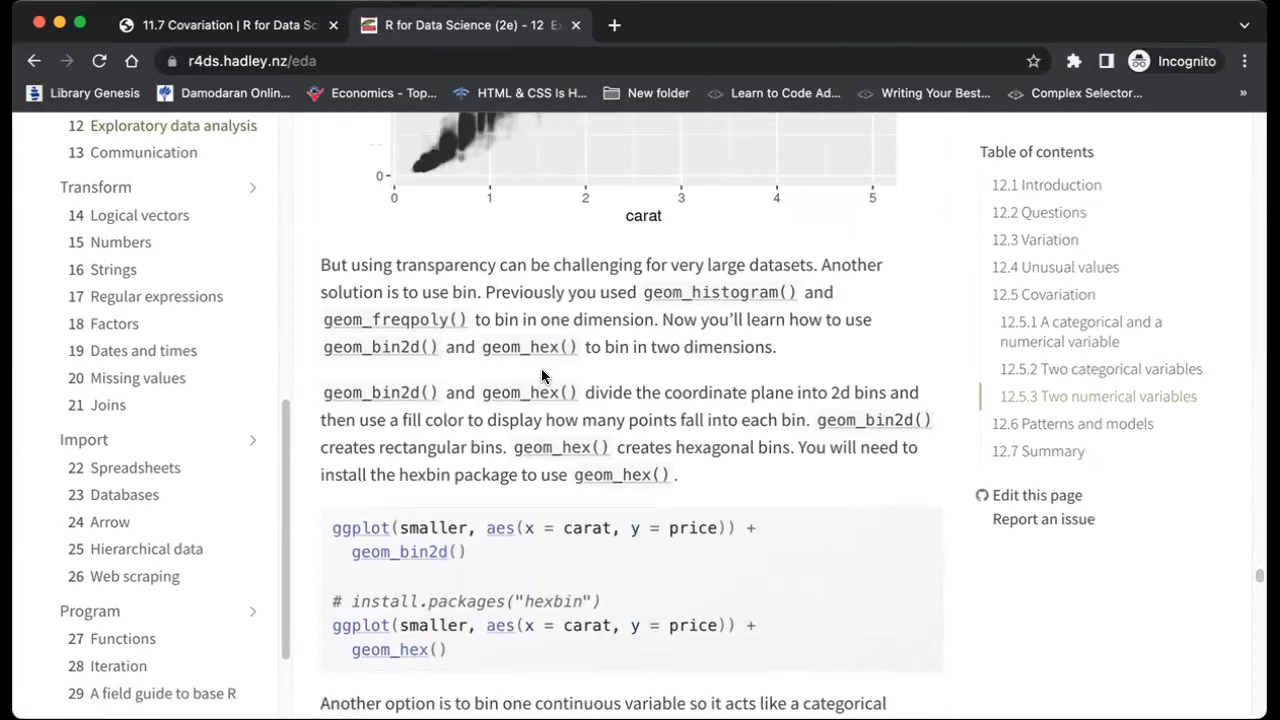 11.7 Covariation | R for Data Sc
R for Data Science (2e) - 12 E
r4ds.hadley.nz/eda
Incognito
Library Genesis
Damodaran Onlin...
Economics - Top...
HTML & CSS Is H...
New folder
Learn to Code Ad...
Writing Your Best...
Complex Selector...
»
12 Exploratory data analysis
13 Communication
Transform
14 Logical vectors
15 Numbers
16 Strings
17 Regular expressions
18 Factors
19 Dates and times
20 Missing values
21 Joins
Import
22 Spreadsheets
23 Databases
24 Arrow
25 Hierarchical data
26 Web scraping
Program
27 Functions
28 Iteration
29 A field guide to base R
0
0 1 2 3 4 5
carat
But using transparency can be challenging for very large datasets. Another
solution is to use bin. Previously you used geom_histogram() and
geom_freqpoly() to bin in one dimension. Now you'll learn how to use
geom_bin2d() and geom_hex() to bin in two dimensions.
geom_bin2d() and geom_hex() divide the coordinate plane into 2d bins and
then use a fill color to display how many points fall into each bin. geom_bin2d()
creates rectangular bins. geom_hex() creates hexagonal bins. You will need to
install the hexbin package to use geom_hex().
ggplot(smaller, aes(x = carat, y = price)) +
geom_bin2d()
# install.packages("hexbin")
ggplot(smaller, aes(x = carat, y = price)) +
geom_hex()
Another option is to bin one continuous variable so it acts like a categorical
Table of contents
12.1 Introduction
12.2 Questions
12.3 Variation
12.4 Unusual values
12.5 Covariation
12.5.1 A categorical and a
numerical variable
12.5.2 Two categorical variables
12.5.3 Two numerical variables
12.6 Patterns and models
12.7 Summary
Edit this page
Report an issue